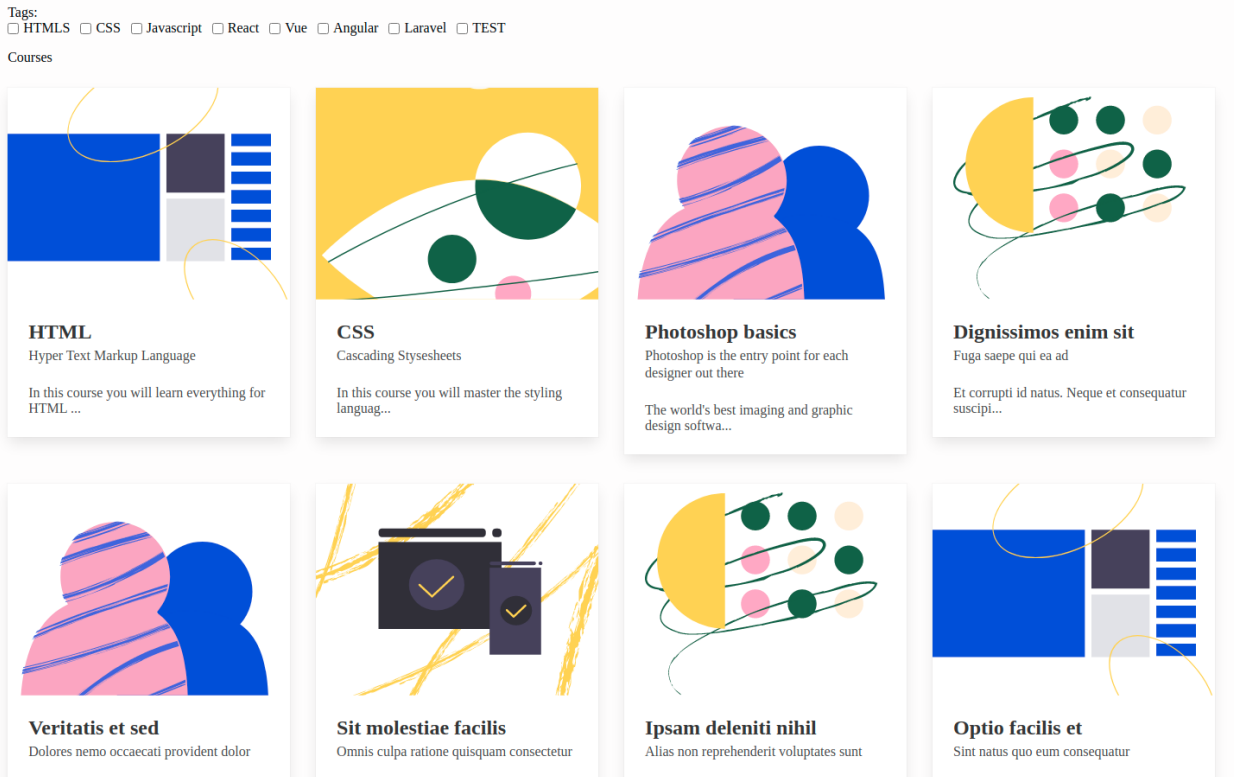 Tags:
HTMLS CSS Javascript React Vue Angular Laravel TEST
Courses
HTML
Hyper Text Markup Language
In this course you will learn everything for
HTML ...
CSS
Cascading Stysesheets
In this course you will master the styling
languag...
Photoshop basics
Photoshop is the entry point for each
designer out there
The world's best imaging and graphic
design softwa...
Dignissimos enim sit
Fuga saepe qui ea ad
Et corrupti id natus. Neque et consequatur
suscipi...
Veritatis et sed
Dolores nemo occaecati provident dolor
Sit molestiae facilis
Omnis culpa ratione quisquam consectetur
Ipsam deleniti nihil
Alias non reprehenderit voluptates sunt
Optio facilis et
Sint natus quo eum consequatur